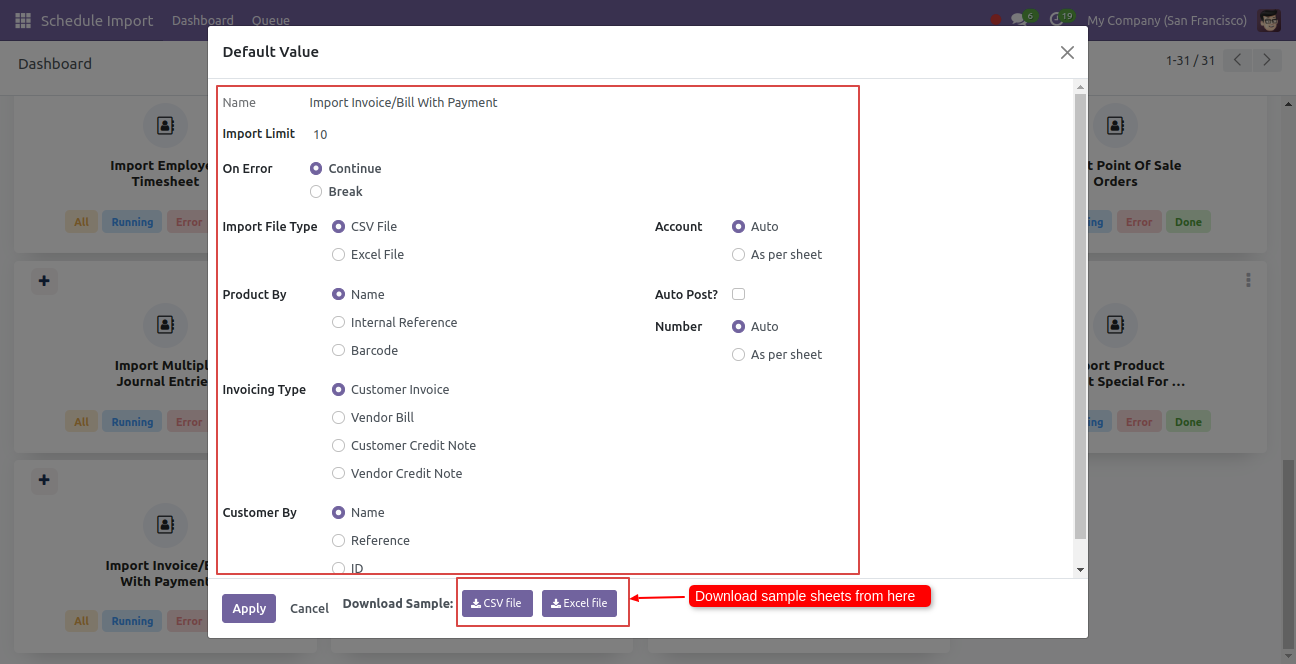 Schedule Import Dashboard Queue 6 19 My Company (San Francisco)
Default Value
Dashboard 1-31 / 31
Name Import Invoice/Bill With Payment
Import Limit 10
On Error Continue
Break
Import File Type CSV File Account Auto
Excel File As per sheet
Product By Name Auto Post?
Internal Reference Number Auto
Barcode As per sheet
Invoicing Type Customer Invoice
Vendor Bill
Customer Credit Note
Vendor Credit Note
Customer By Name
Reference
ID
Apply Cancel Download Sample: CSV file Excel file Download sample sheets from here
Import Employe
Timesheet
All Running Error
t Point Of Sale
Orders
ing Error Done
Import Multipl
Journal Entrie
All Running Error
ort Product
t Special For ...
ing Error Done
Import Invoice/B
With Payment
All Running Error